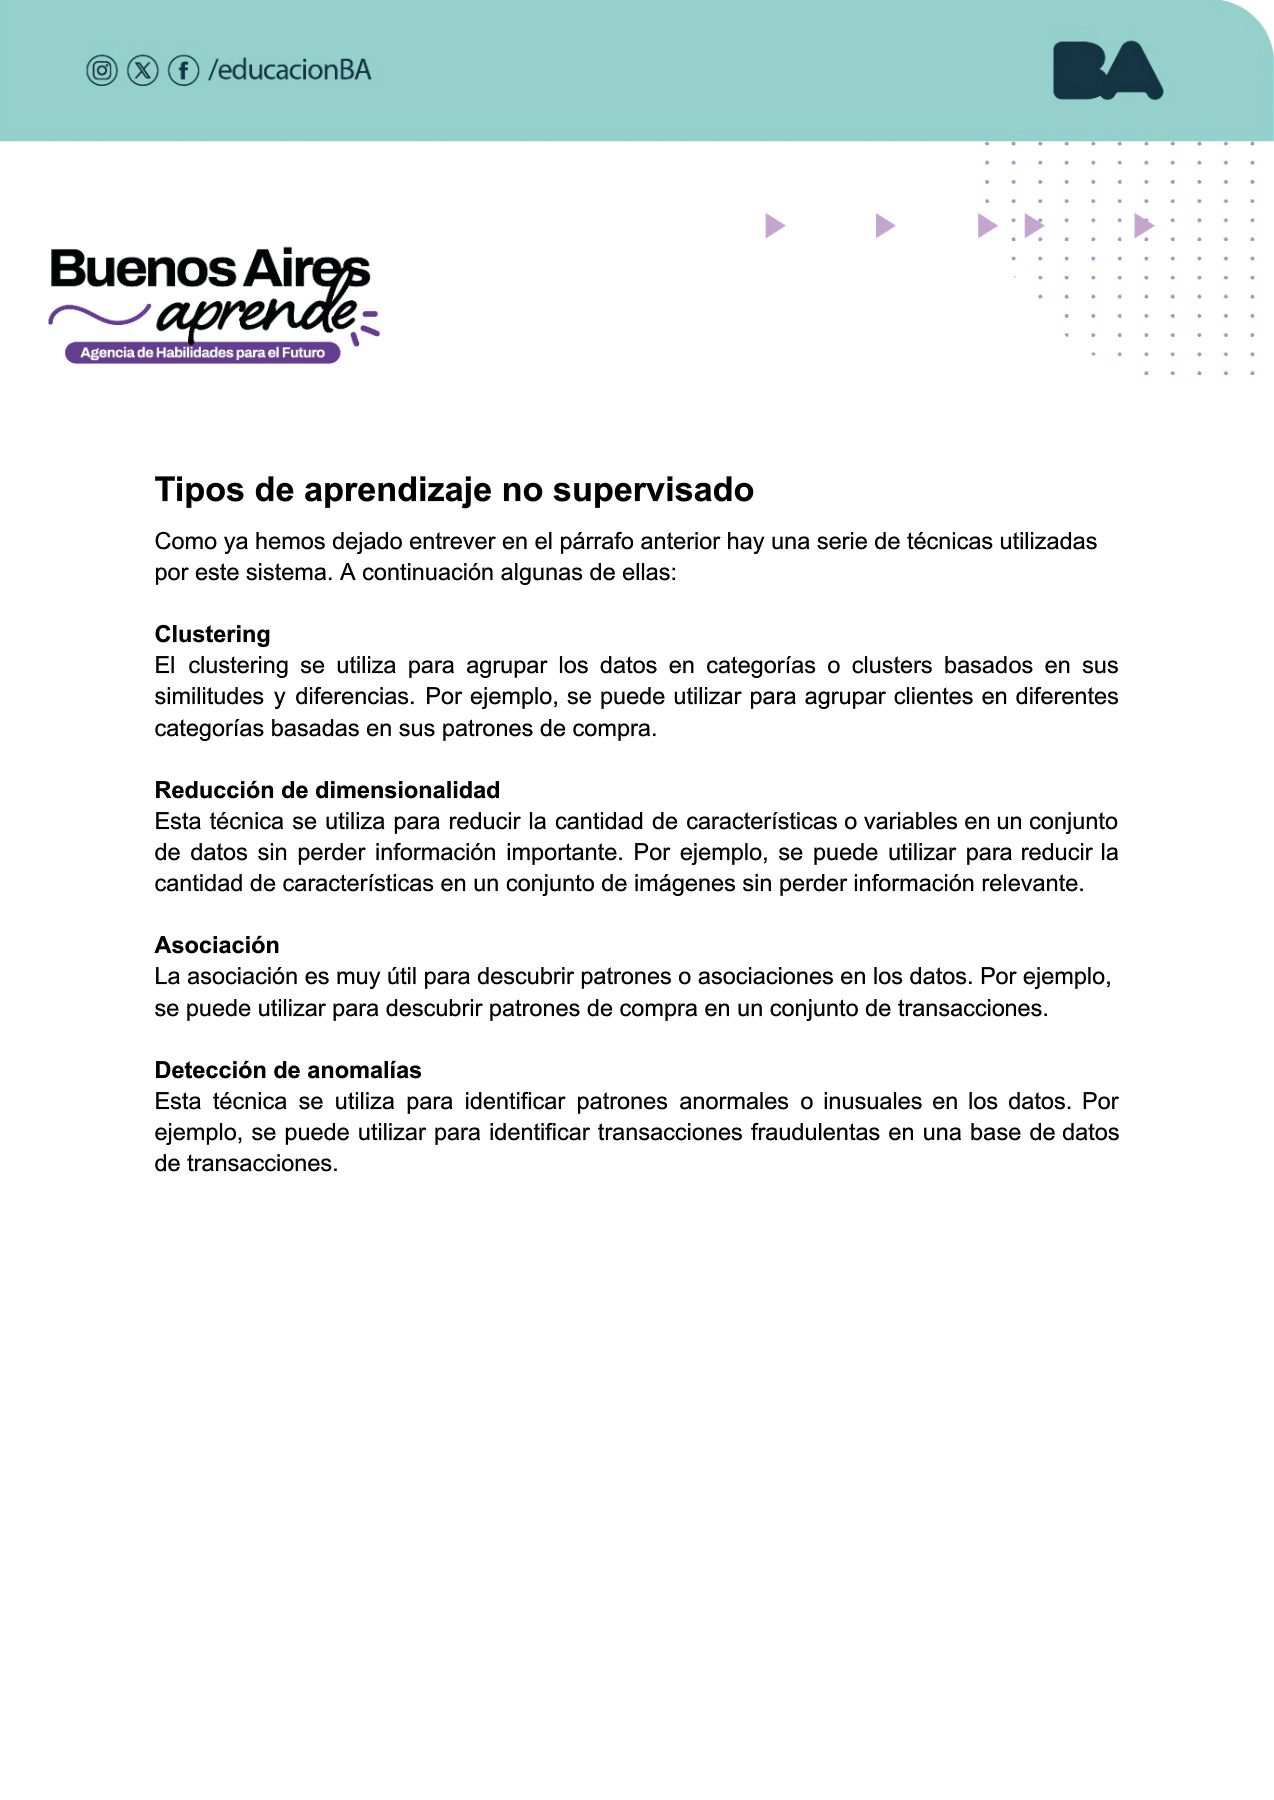 /educacionBA
BA
Buenos Aires
aprende
Agencia de Habilidades para el Futuro
Tipos de aprendizaje no supervisado
Como ya hemos dejado entrever en el párrafo anterior hay una serie de técnicas utilizadas
por este sistema. A continuación algunas de ellas:
Clustering
El clustering se utiliza para agrupar los datos en categorías o clusters basados en sus
similitudes y diferencias. Por ejemplo, se puede utilizar para agrupar clientes en diferentes
categorías basadas en sus patrones de compra.
Reducción de dimensionalidad
Esta técnica se utiliza para reducir la cantidad de características o variables en un conjunto
de datos sin perder información importante. Por ejemplo, se puede utilizar para reducir la
cantidad de características en un conjunto de imágenes sin perder información relevante.
Asociación
La asociación es muy útil para descubrir patrones o asociaciones en los datos. Por ejemplo,
se puede utilizar para descubrir patrones de compra en un conjunto de transacciones.
Detección de anomalías
Esta técnica se utiliza para identificar patrones anormales o inusuales en los datos. Por
ejemplo, se puede utilizar para identificar transacciones fraudulentas en una base de datos
de transacciones.